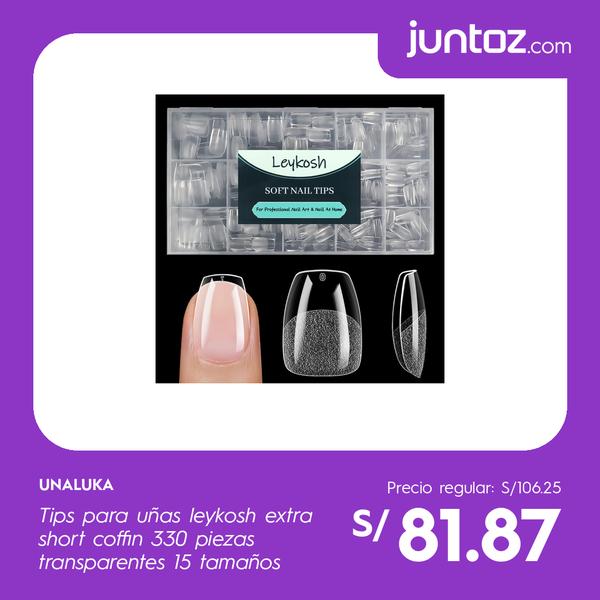 juntoz.com
Leykosh
SOFT NAIL TIPS
For Professional Nail Art & Nail At Home
UNALUKA
Tips para uñas leykosh extra
short coffin 330 piezas
transparentes 15 tamaños
Precio regular: S/106.25
S/81.87